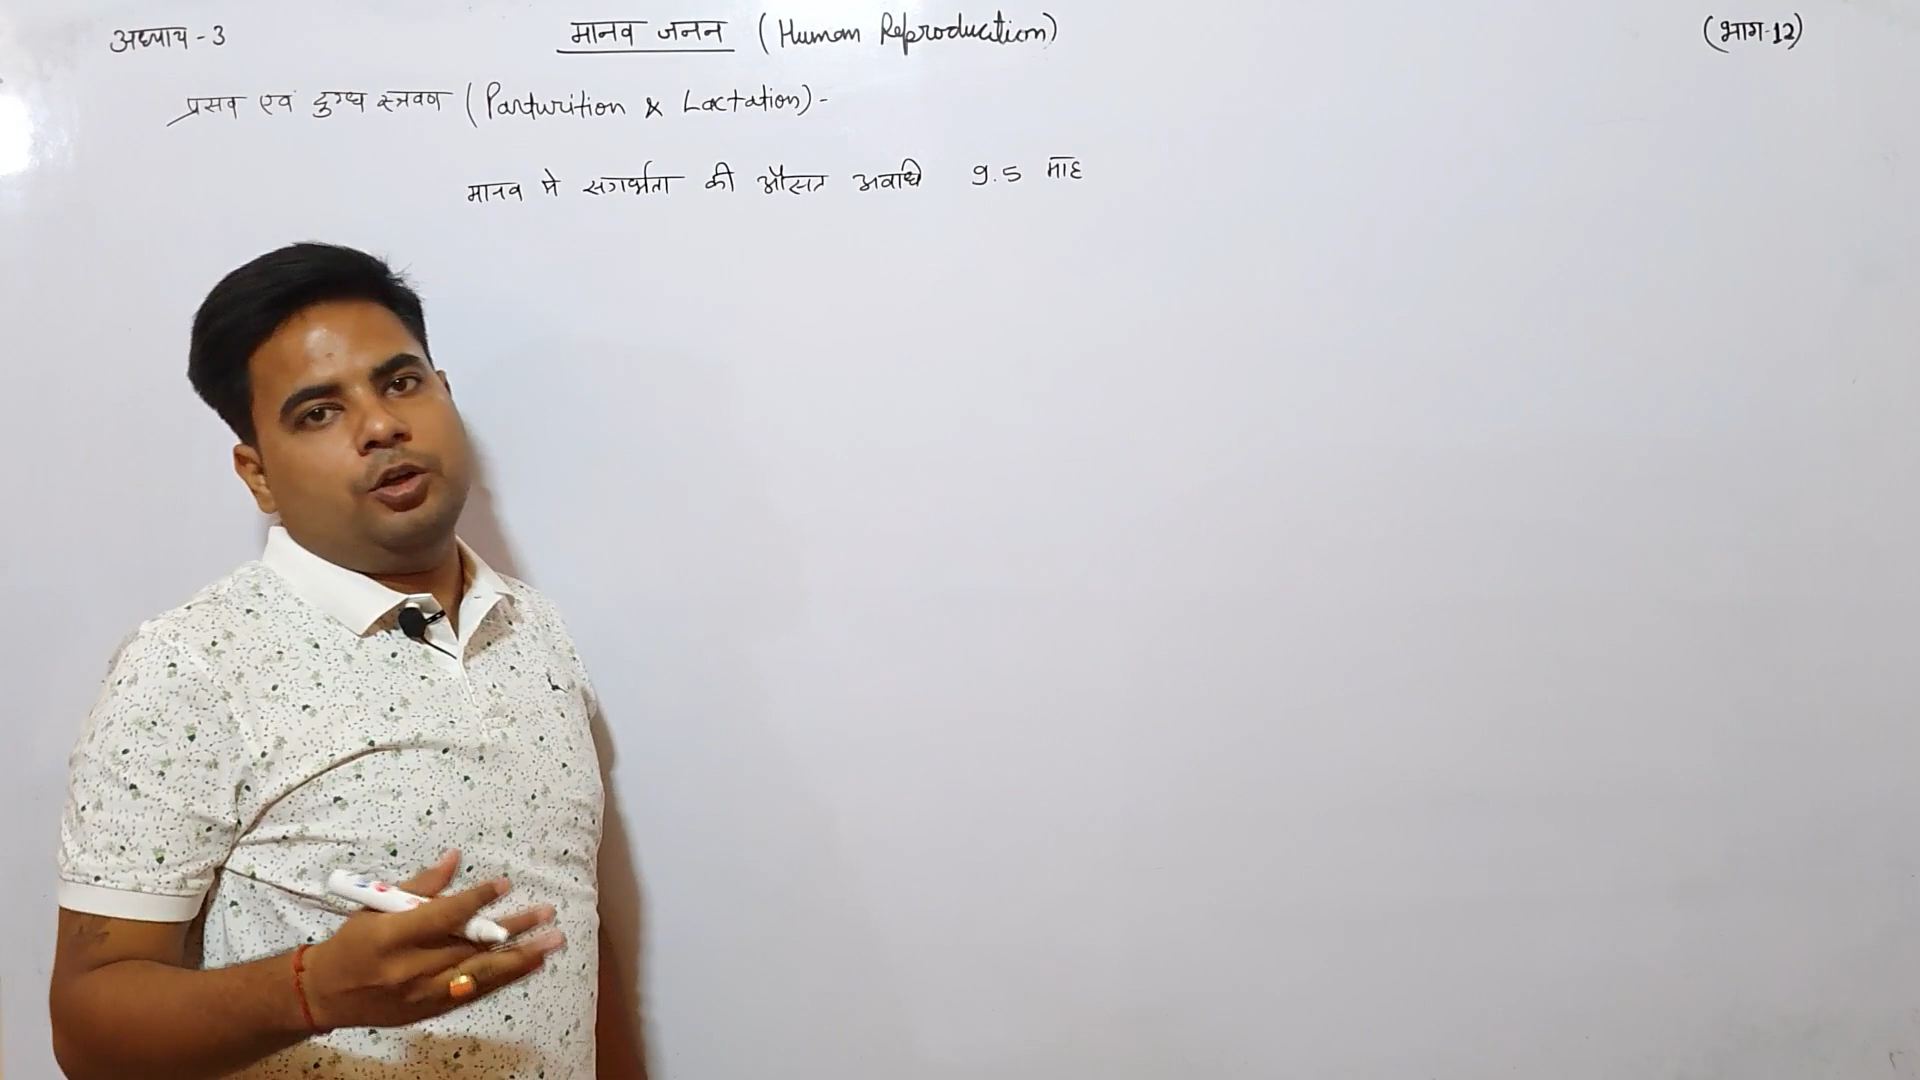 अध्याय - 3 मानव जनन (Human Reproduction) (भाग-12)
प्रसव एवं दुग्ध स्त्रवण (Parturition & Lactation) -
मानव मे सगर्भता की औसत अवधि 9.5 माह